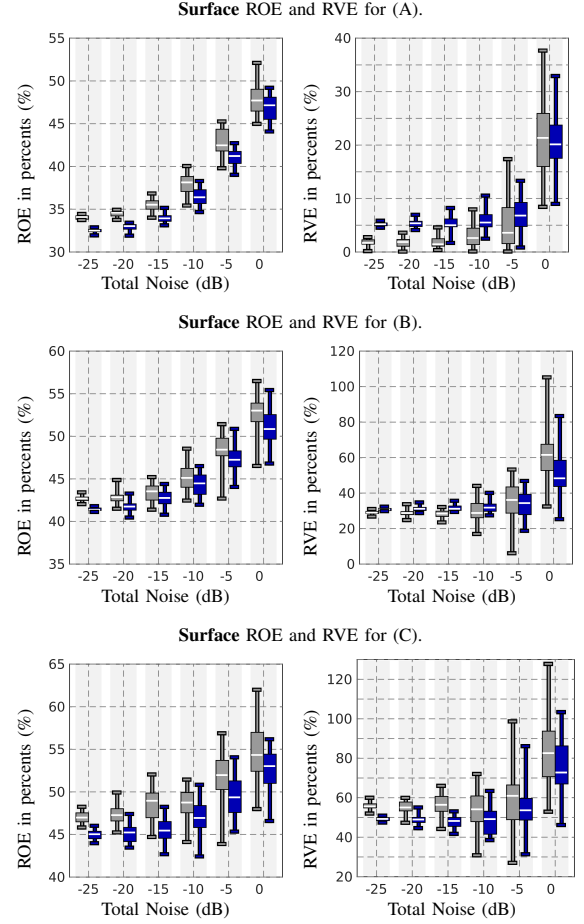 Surface ROE and RVE for (A).
ROE in percents (%)
55
50
45
40
35
30
-25 -20 -15 -10 -5 0
Total Noise (dB)
RVE in percents (%)
40
30
20
10
0
-25 -20 -15 -10 -5 0
Total Noise (dB)
Surface ROE and RVE for (B).
ROE in percents (%)
60
55
50
45
40
35
-25 -20 -15 -10 -5 0
Total Noise (dB)
RVE in percents (%)
120
100
80
60
40
20
0
-25 -20 -15 -10 -5 0
Total Noise (dB)
Surface ROE and RVE for (C).
ROE in percents (%)
65
60
55
50
45
40
-25 -20 -15 -10 -5 0
Total Noise (dB)
RVE in percents (%)
120
100
80
60
40
20
-25 -20 -15 -10 -5 0
Total Noise (dB)